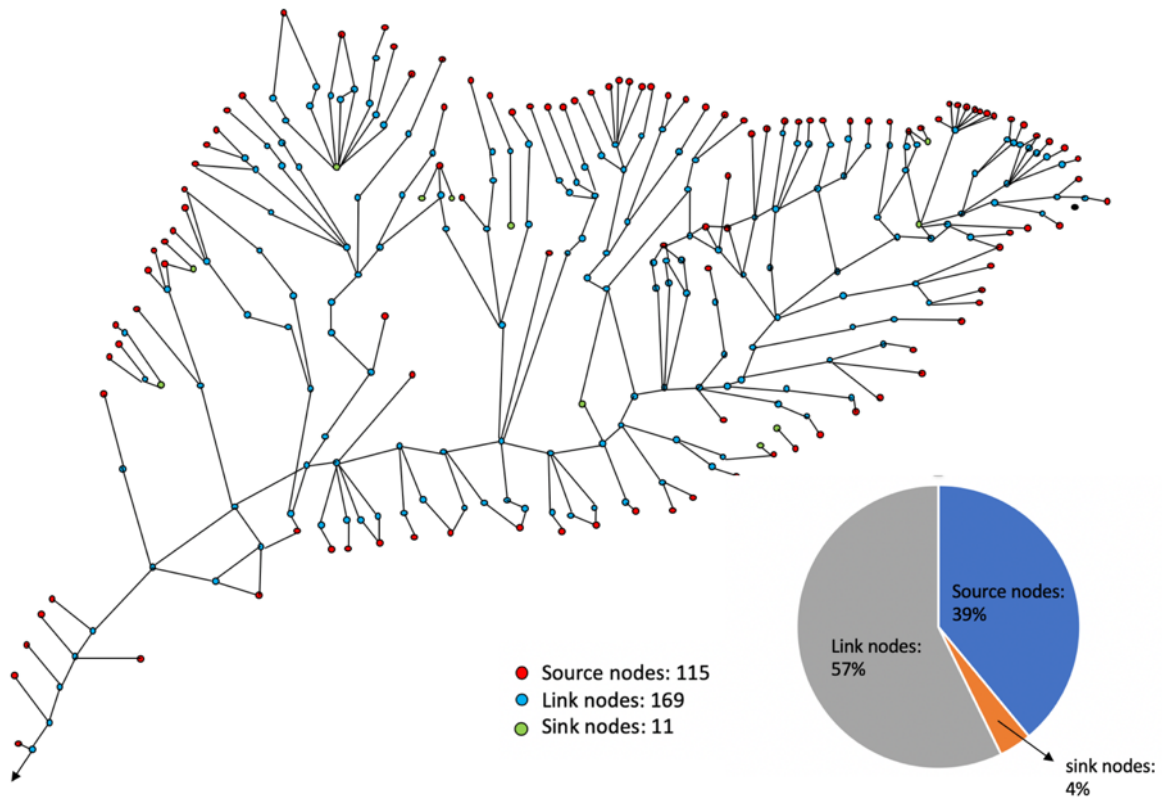 Source nodes: 115
Link nodes: 169
Sink nodes: 11
Source nodes:
39%
Link nodes:
57%
sink nodes:
4%